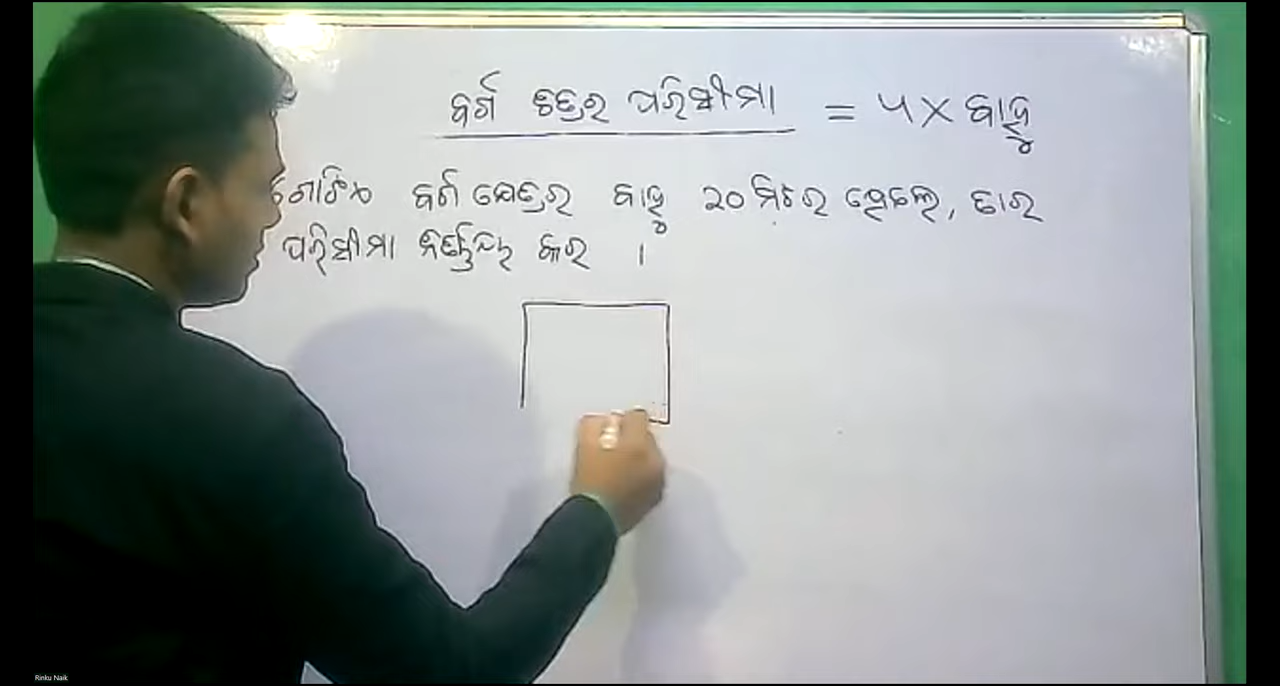 ବର୍ଗ ଚିତ୍ରର ପରିସୀମା = ୪ × ବାହୁ
ଗୋଟିଏ ବର୍ଗ କ୍ଷେତ୍ରର ବାହୁ ୨୦ ମିଟର ହେଲେ, ତାର
ପରିସୀମା ନିର୍ଣ୍ଣୟ କର ।
Rinku Naik